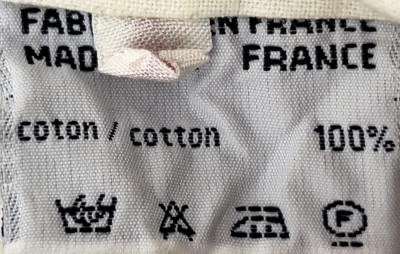 FAB EN FRANCE
MAD FRANCE
coton / cotton 100%
F